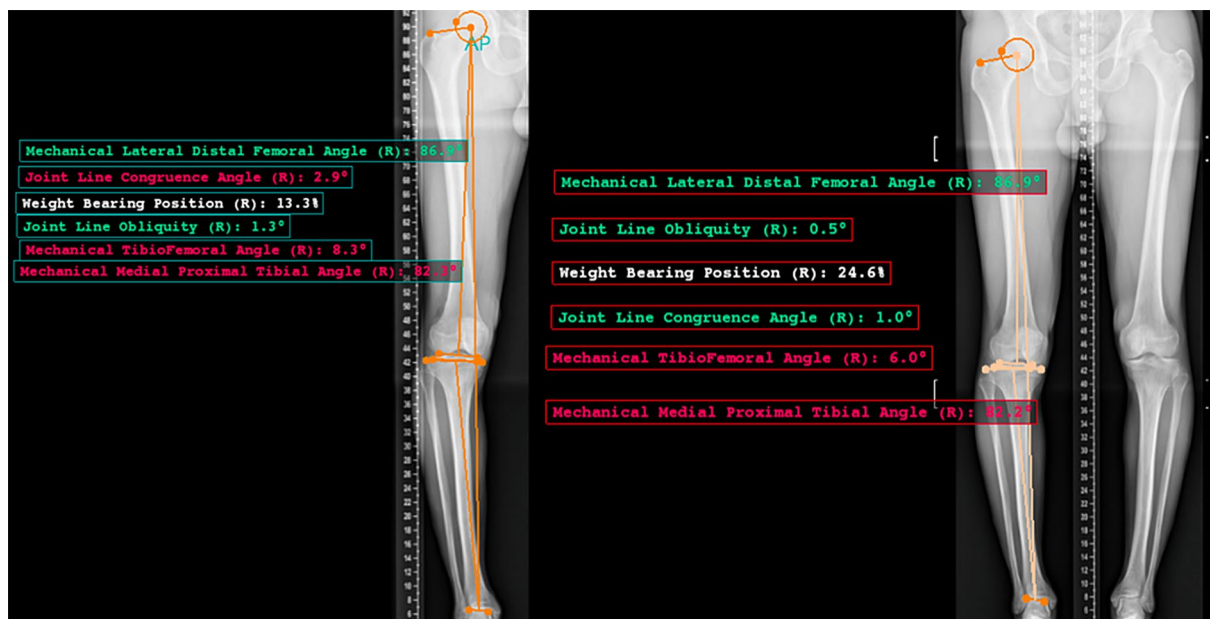 AP
Mechanical Lateral Distal Femoral Angle (R): 86.9°
Joint Line Congruence Angle (R): 2.9°
Weight Bearing Position (R): 13.3%
Joint Line Obliquity (R): 1.3°
Mechanical TibioFemoral Angle (R): 8.3°
Mechanical Medial Proximal Tibial Angle (R):
Mechanical Lateral Distal Femoral Angle (R): 86.9°
Joint Line Obliquity (R): 0.5°
Weight Bearing Position (R): 24.6%
Joint Line Congruence Angle (R): 1.0°
Mechanical TibioFemoral Angle (R): 6.0°
Mechanical Medial Proximal Tibial Angle (R): 82.2°